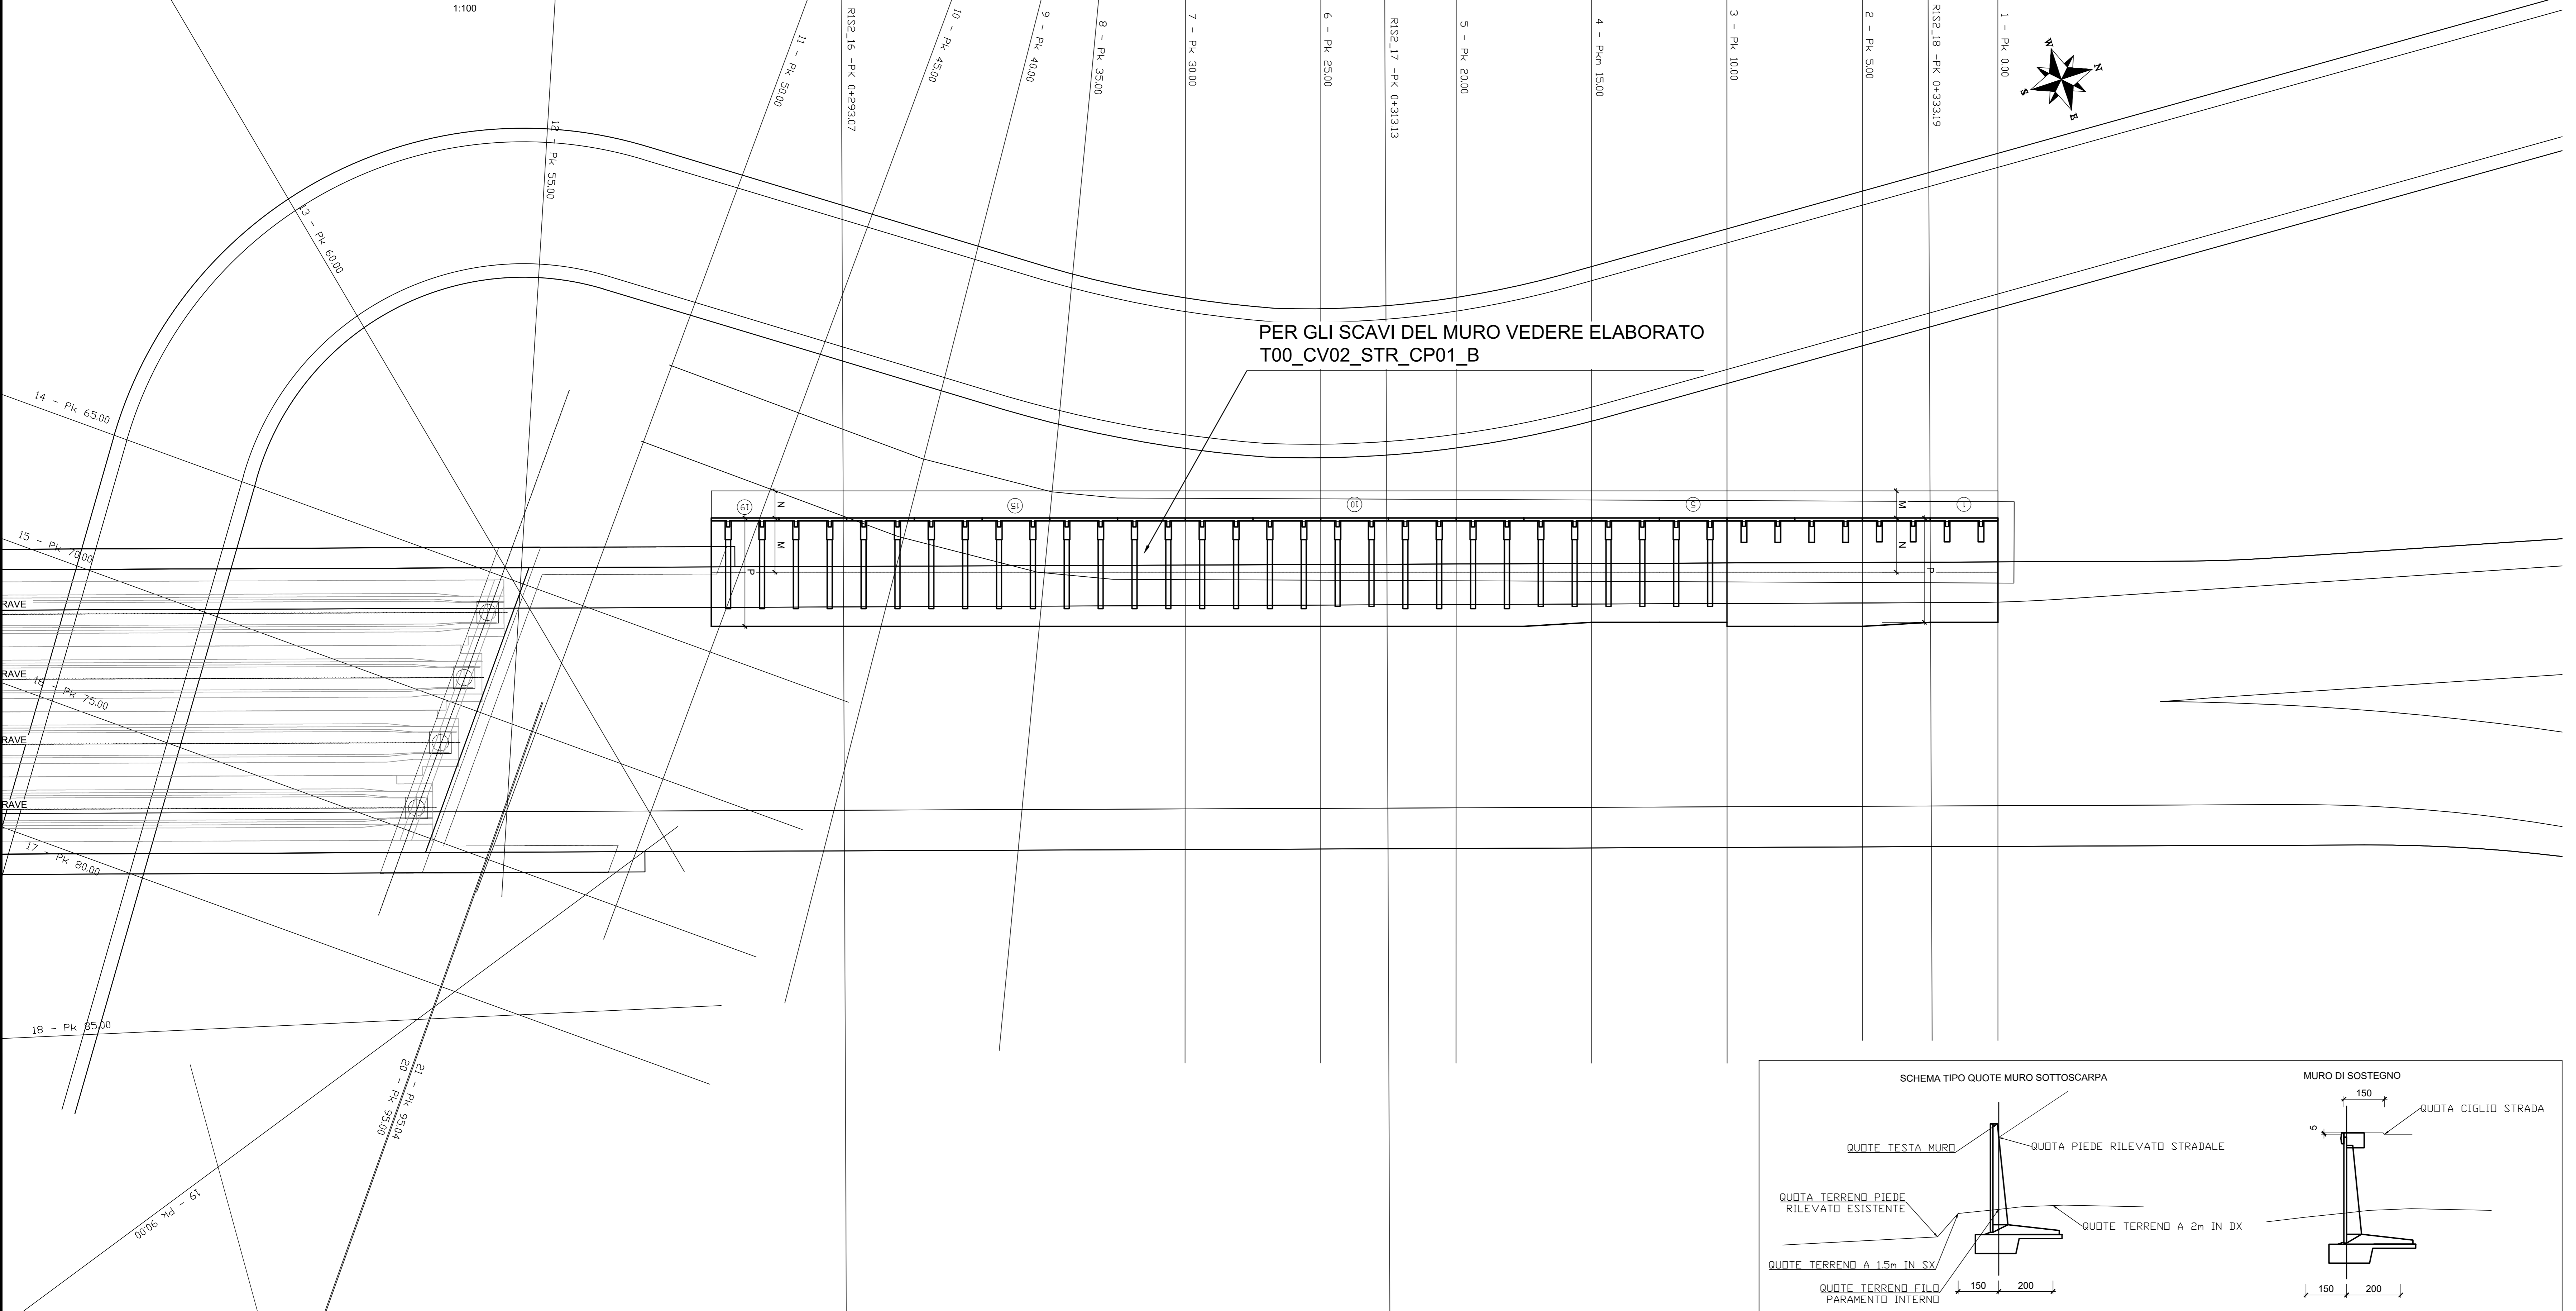 1:100
11 - Pk 50.00
R1S2_16 -PK 0+293.07
10 - Pk 45.00
9 - Pk 40.00
8 - Pk 35.00
7 - Pk 30.00
6 - Pk 25.00
R1S2_17 -PK 0+313.13
5 - Pk 20.00
4 - Pkm 15.00
3 - Pk 10.00
2 - Pk 5.00
R1S2_18 -PK 0+333.19
1 - Pk 0.00
W
N
S
E
12 - Pk 55.00
13 - Pk 60.00
PER GLI SCAVI DEL MURO VEDERE ELABORATO
T00_CV02_STR_CP01_B
14 - Pk 65.00
19
N
15
10
5
M
1
15 - Pk 70.00
M
P
N
P
RAVE
RAVE
16 - Pk 75.00
RAVE
RAVE
17 - Pk 80.00
18 - Pk 85.00
21 - Pk 95.04
20 - Pk 95.00
19 - Pk 90.00
SCHEMA TIPO QUOTE MURO SOTTOSCARPA
QUOTE TESTA MURO
QUOTA PIEDE RILEVATO STRADALE
QUOTA TERRENO PIEDE
RILEVATO ESISTENTE
QUOTE TERRENO A 2m IN DX
QUOTE TERRENO A 1.5m IN SX
QUOTE TERRENO FILO
PARAMENTO INTERNO
150
200
MURO DI SOSTEGNO
150
QUOTA CIGLIO STRADA
5
150
200